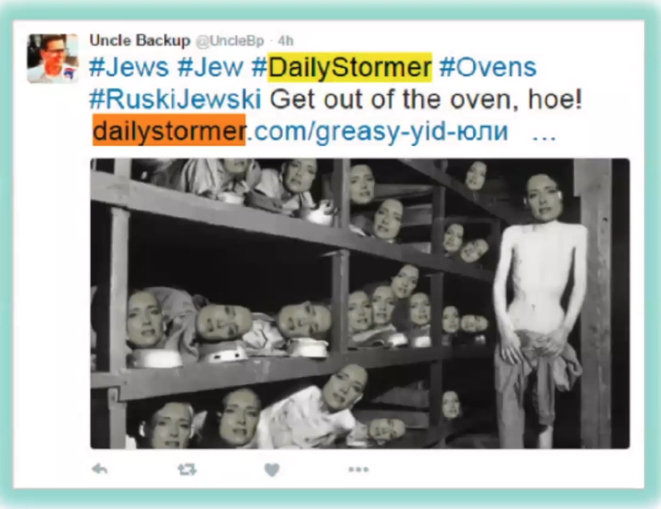 Uncle Backup @UncleBp · 4h
#Jews #Jew #DailyStormer #Ovens
#RuskiJewski Get out of the oven, hoe!
dailystormer.com/greasy-yid-юли ...